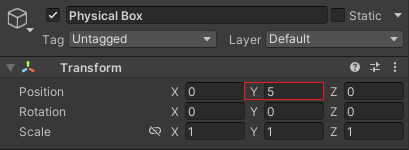 Physical Box Static
Tag Untagged Layer Default
Transform
Position X 0 Y 5 Z 0
Rotation X 0 Y 0 Z 0
Scale X 1 Y 1 Z 1